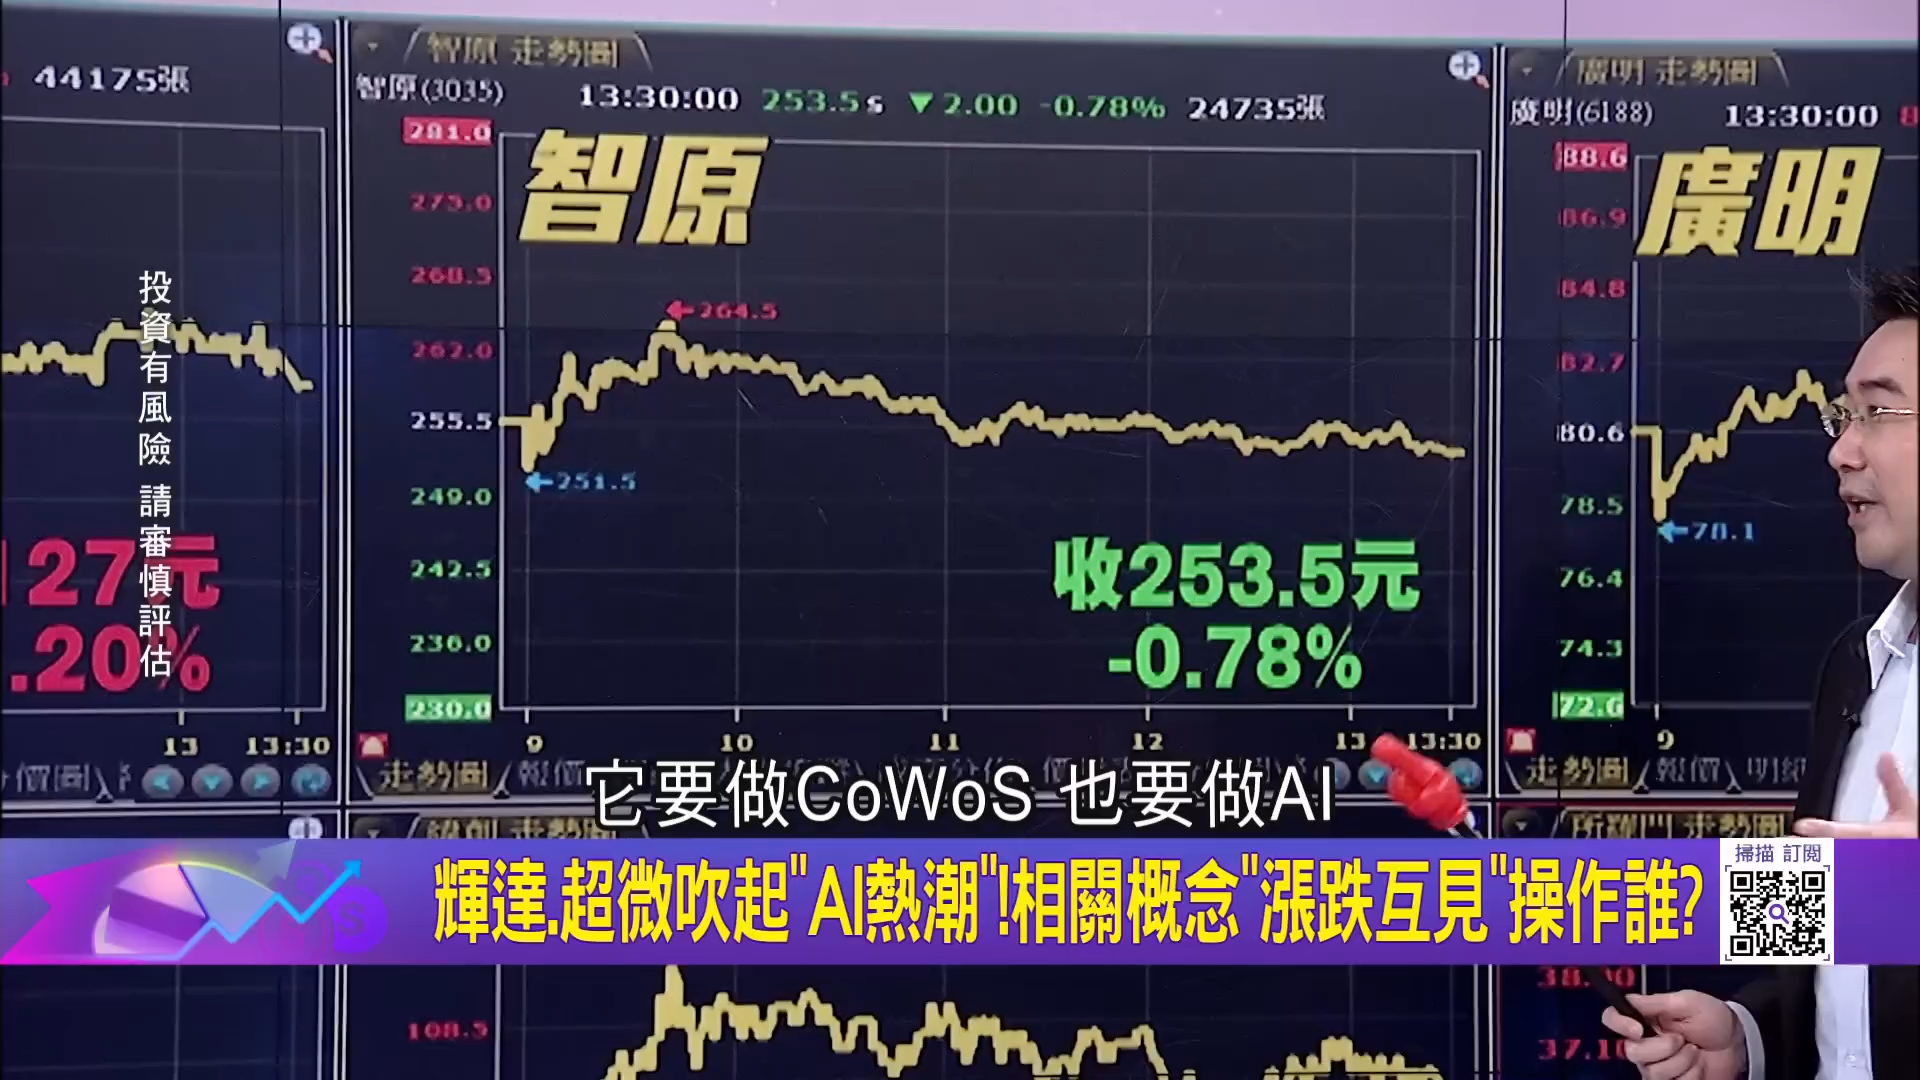 44175張
智原 走勢圖
智原(3035) 13:30:00 253.5s ▼2.00 -0.78% 24735張
廣明 走勢圖
廣明(6188) 13:30:00 8
281.0
275.0
268.5
262.0
255.5
249.0
242.5
236.0
230.0
智原
264.5
251.5
收253.5元
-0.78%
9 10 11 12 13 13:30
走勢圖
88.6
86.9
84.8
82.7
80.6
78.5
76.4
74.3
72.6
廣明
78.1
9
走勢圖
127元
.20%
13 13:30
投資有風險 請審慎評估
它要做CoWoS 也要做AI
輝達.超微吹起"AI熱潮"!相關概念"漲跌互見"操作誰?
掃描 訂閱
108.5
37.10